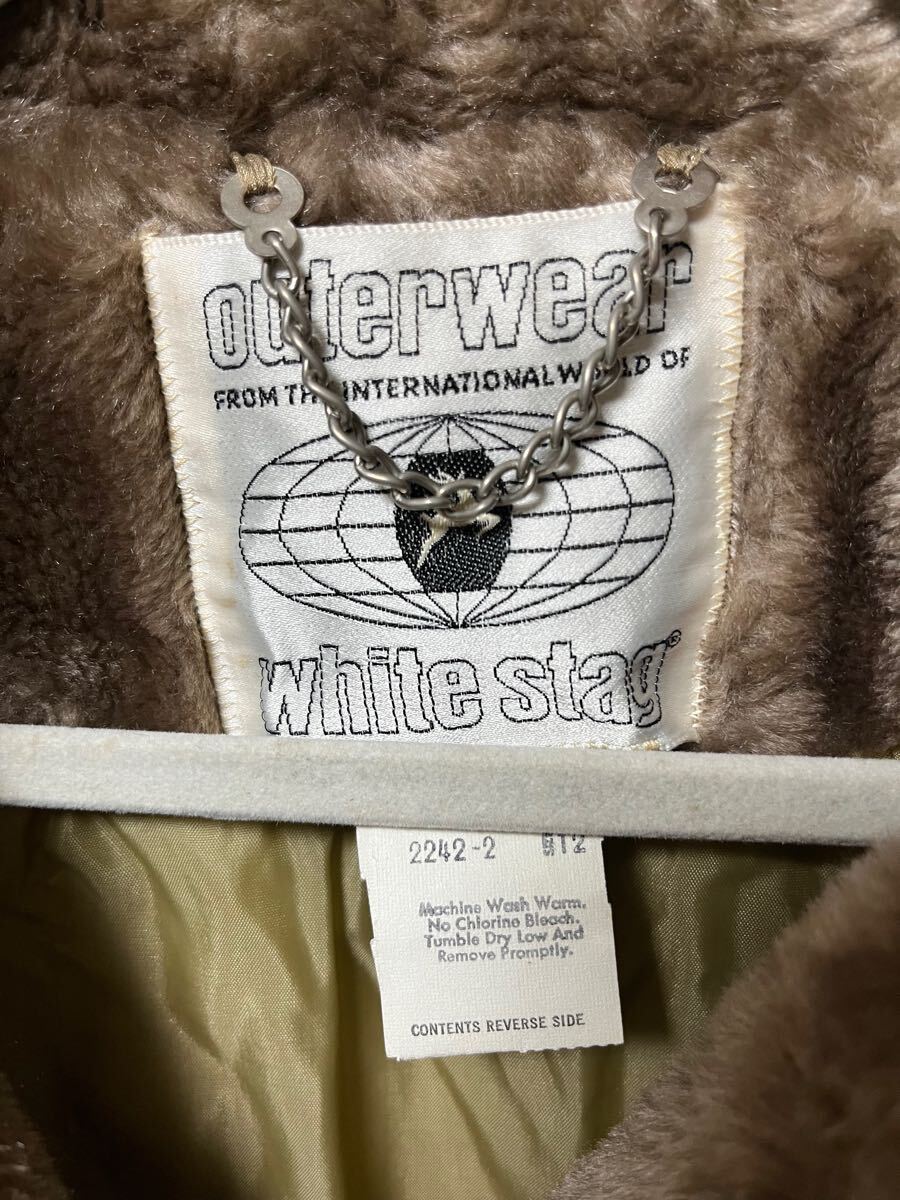 outerwear
FROM THE INTERNATIONAL WORLD OF
white stag®
2242-2
Machine Wash Warm.
No Chlorine Bleach.
Tumble Dry Low And
Remove Promptly.
CONTENTS REVERSE SIDE